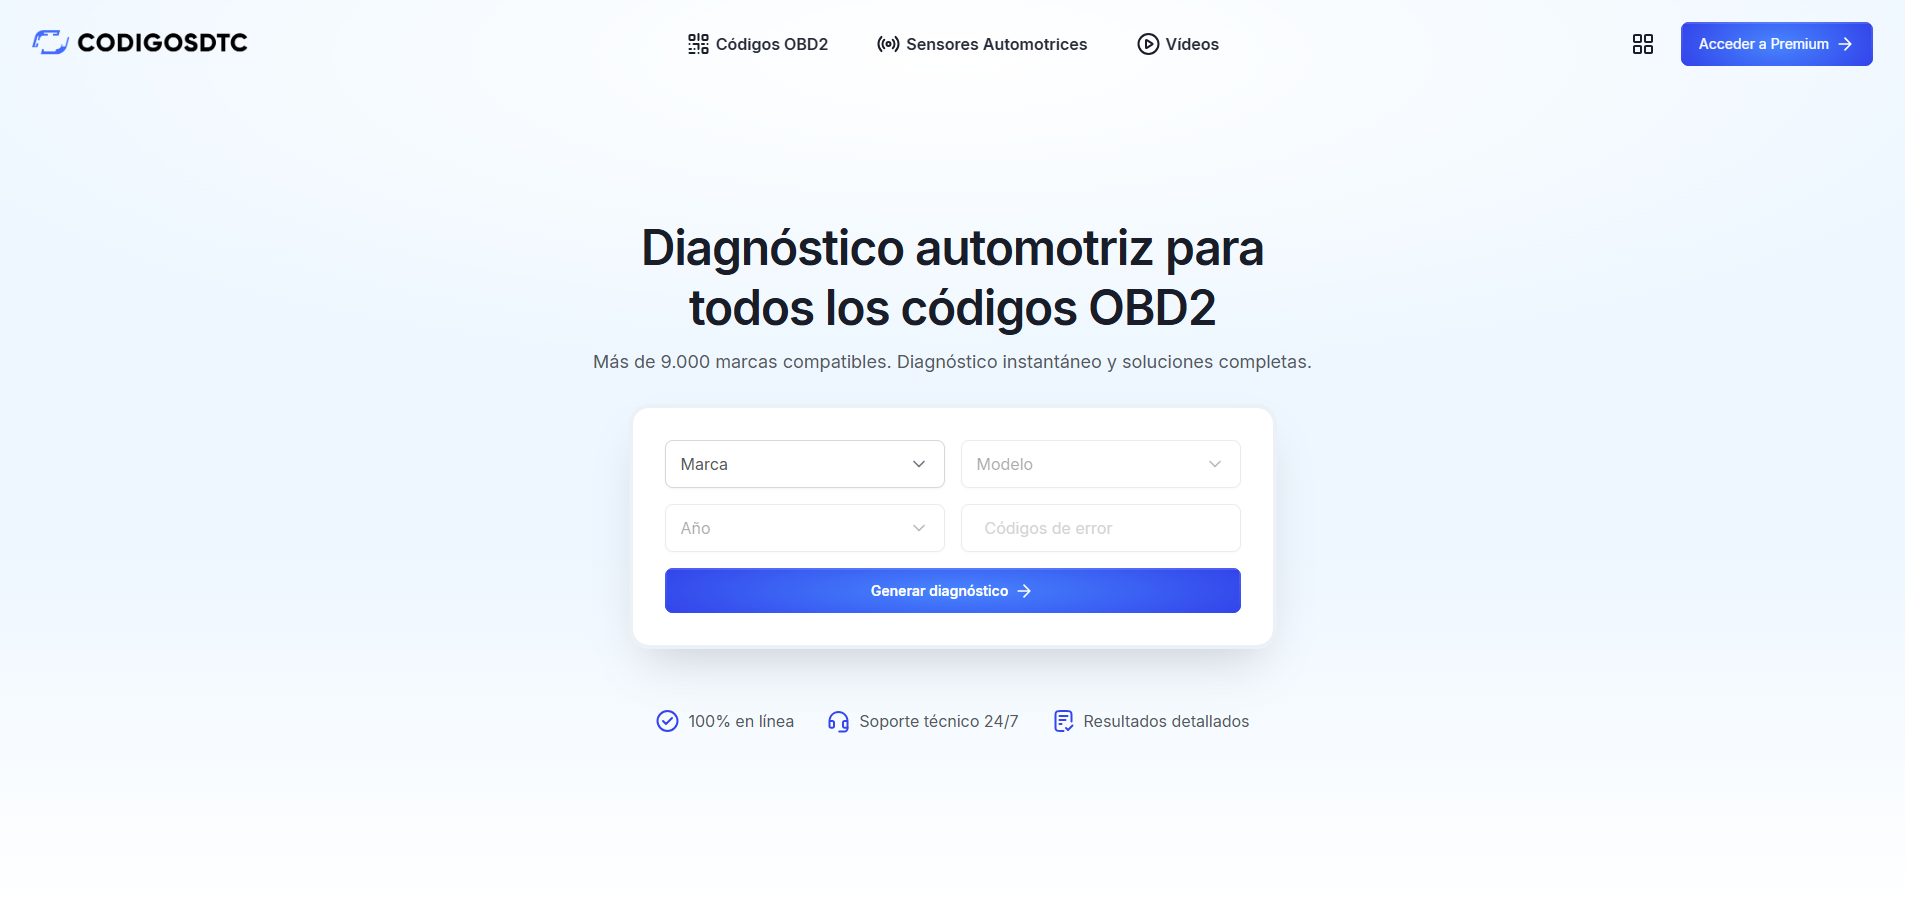 CODIGOSDTC
Códigos OBD2
Sensores Automotrices
Vídeos
Acceder a Premium
Diagnóstico automotriz para
todos los códigos OBD2
Más de 9.000 marcas compatibles. Diagnóstico instantáneo y soluciones completas.
Marca
Modelo
Año
Códigos de error
Generar diagnóstico
100% en línea
Soporte técnico 24/7
Resultados detallados